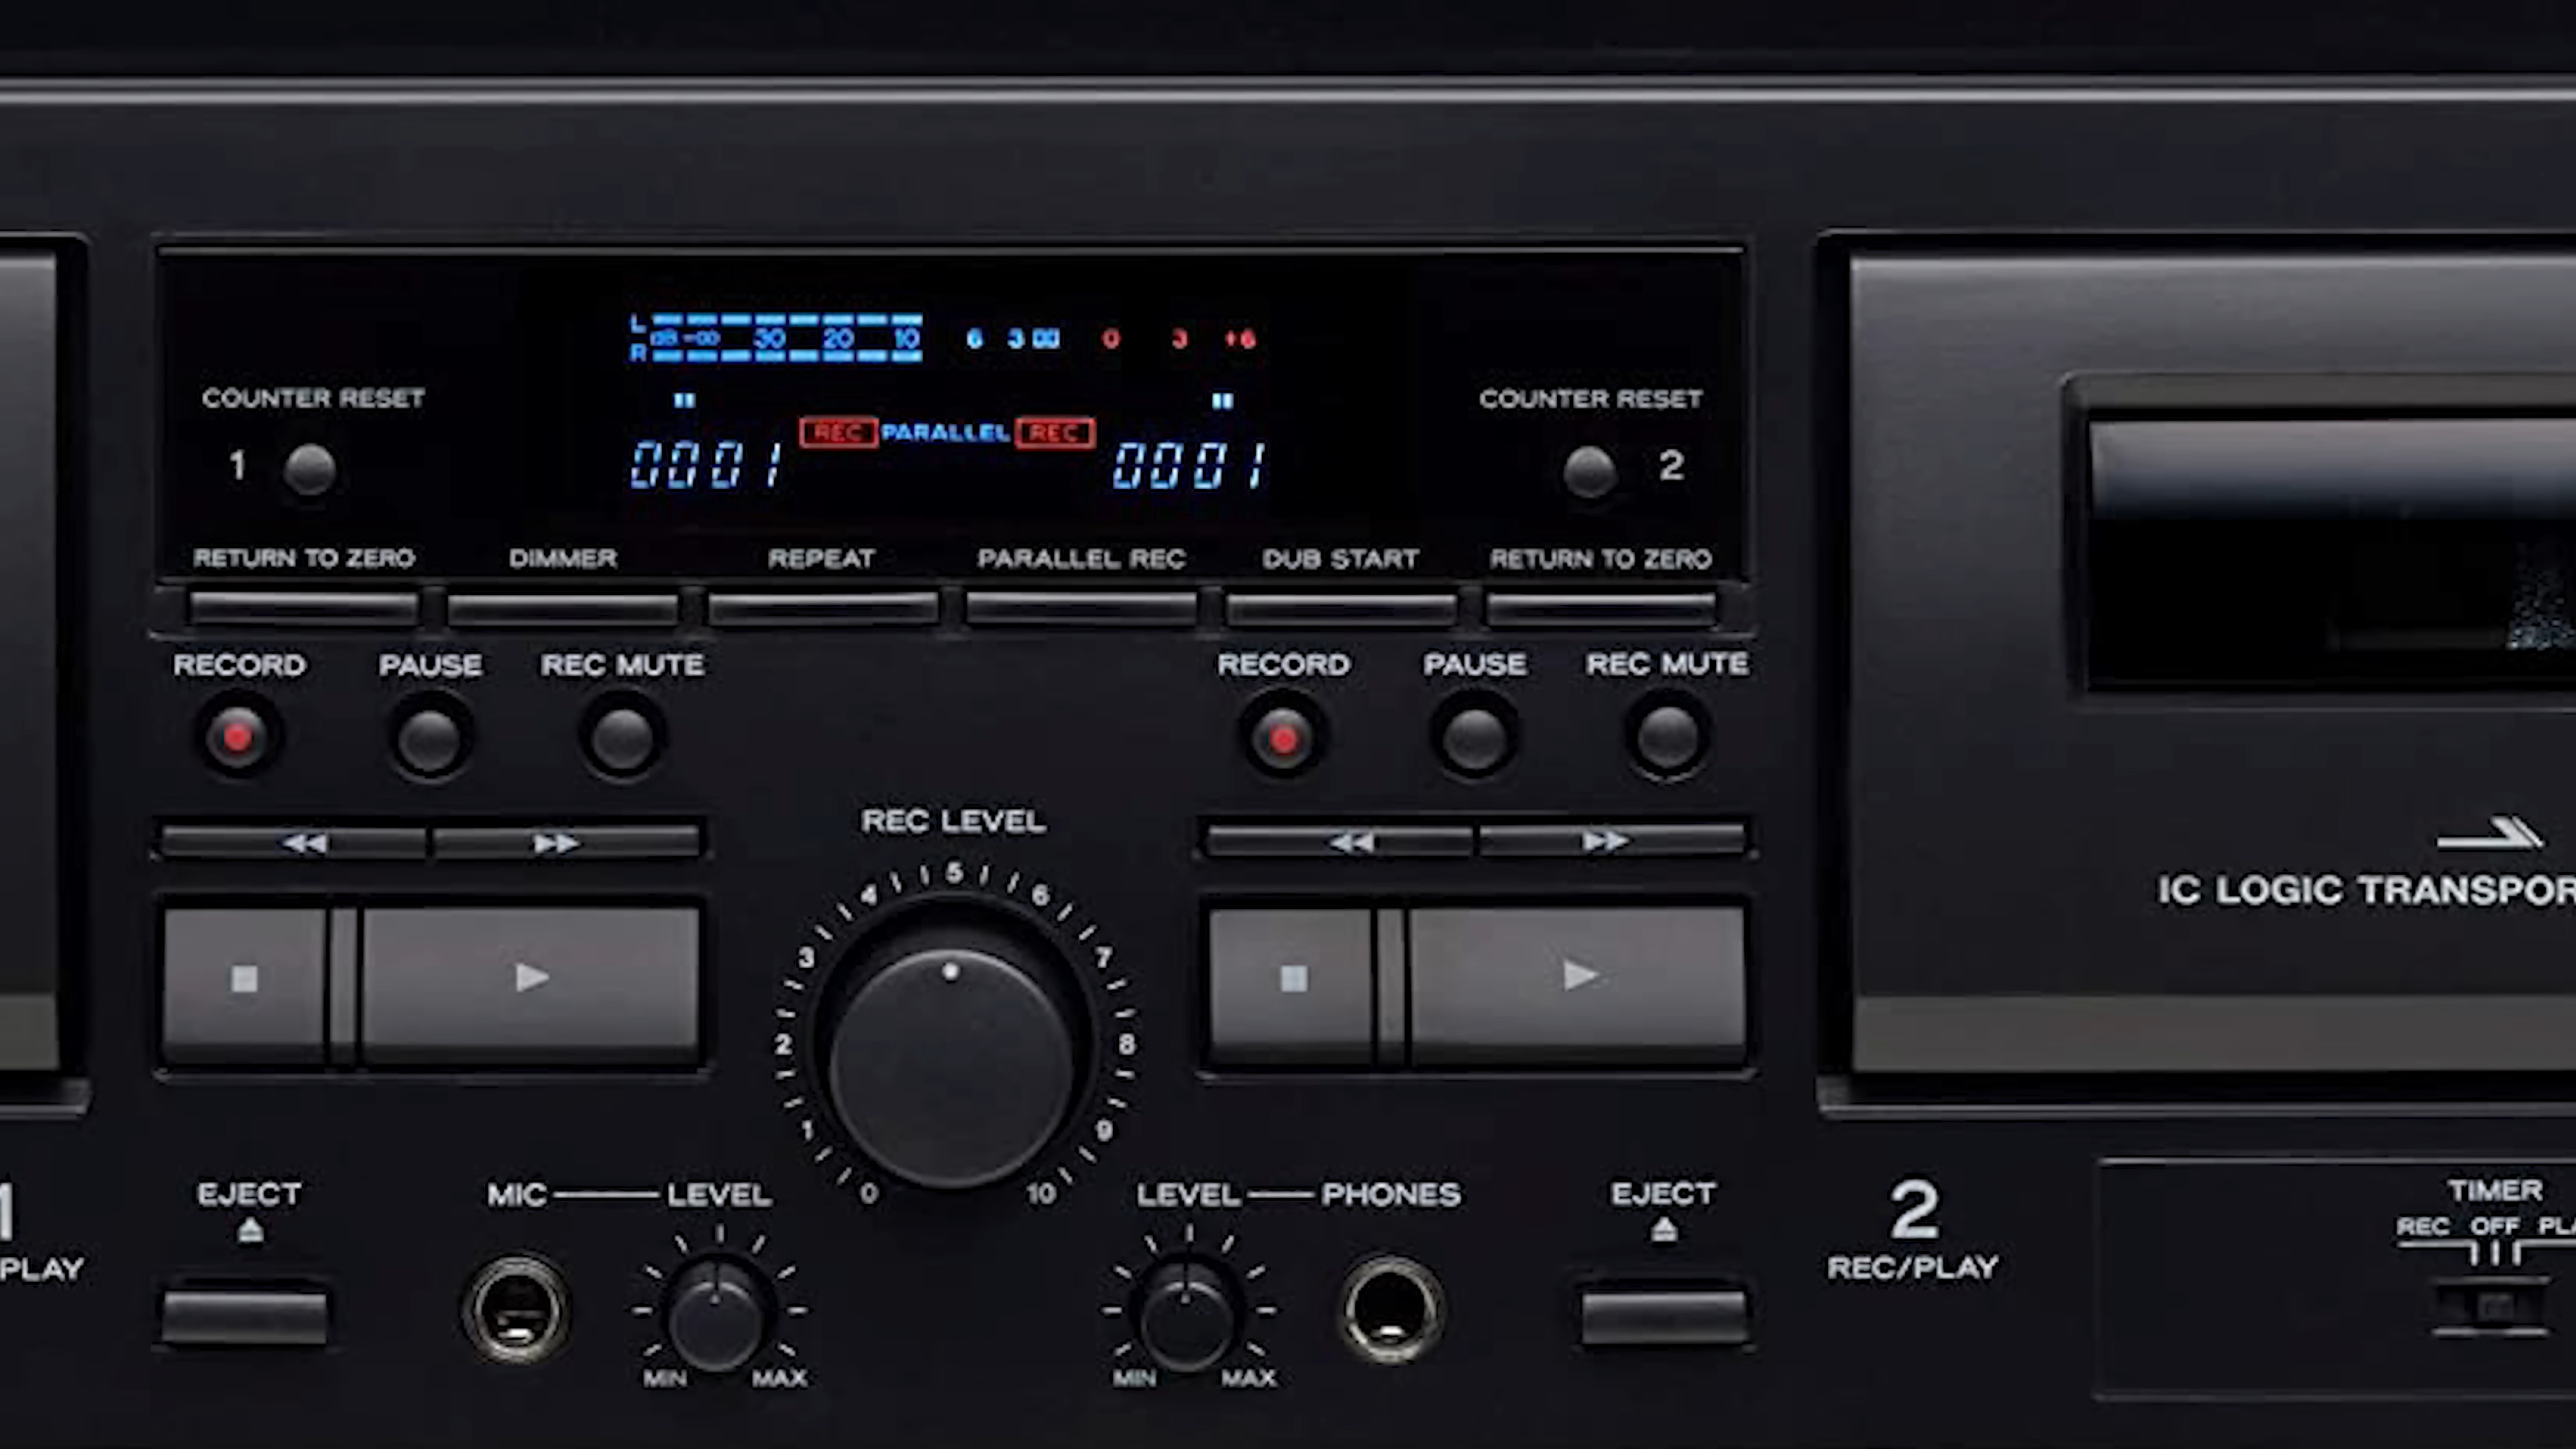 L
dB -∞ 30 20 10 6 3 0 3 +6
R
COUNTER RESET
COUNTER RESET
1
REC PARALLEL REC
2
0001
0001
RETURN TO ZERO
DIMMER
REPEAT
PARALLEL REC
DUB START
RETURN TO ZERO
RECORD
PAUSE
REC MUTE
RECORD
PAUSE
REC MUTE
REC LEVEL
0 1 2 3 4 5 6 7 8 9 10
IC LOGIC TRANSPOR
1
PLAY
EJECT
MIC
LEVEL
MIN
MAX
LEVEL
PHONES
MIN
MAX
EJECT
2
REC/PLAY
TIMER
REC OFF PLA